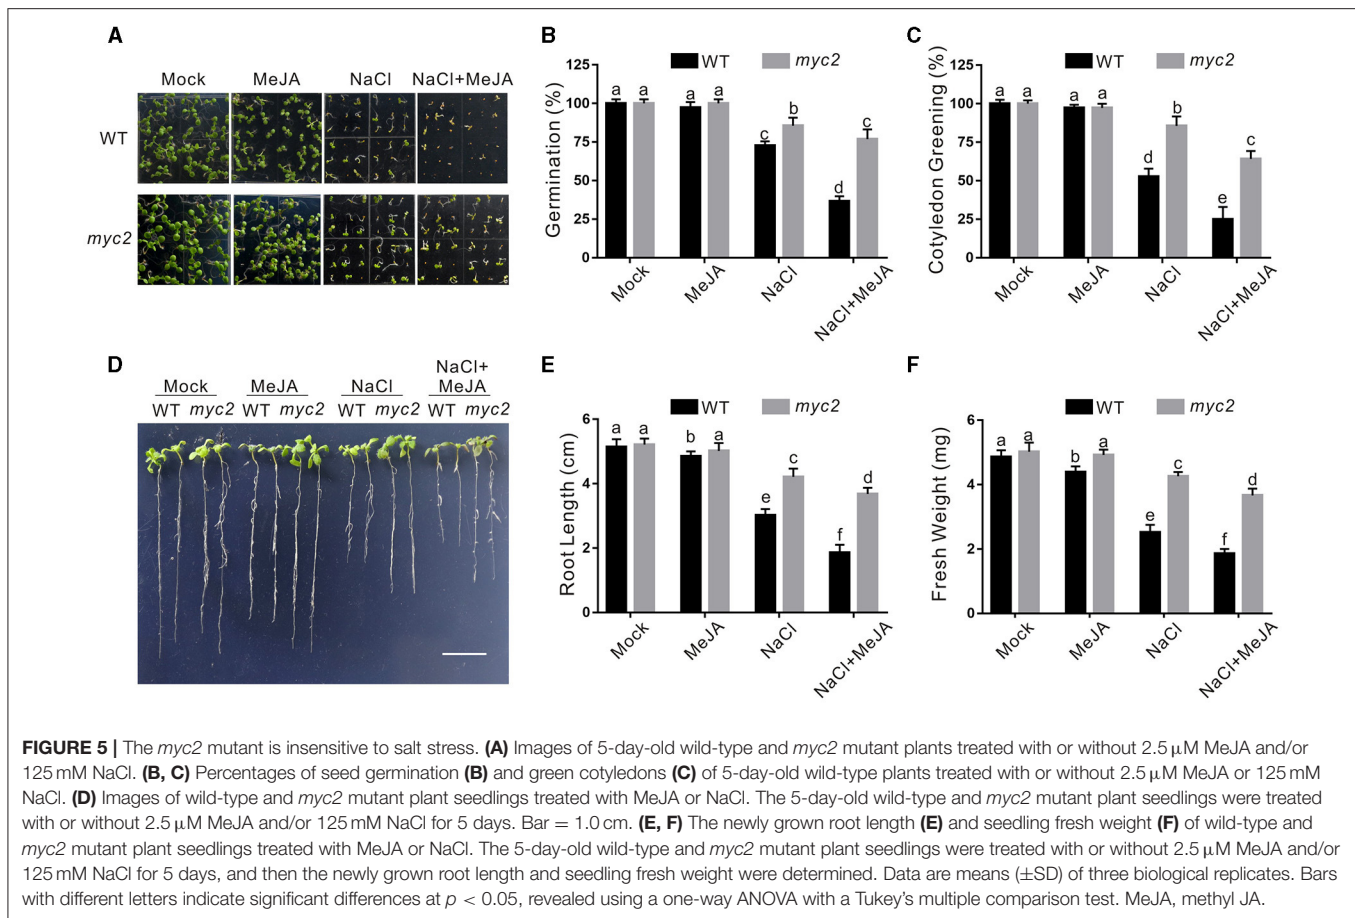 A
Mock MeJA NaCl NaCl+MeJA
WT
myc2
B
WT myc2
Germination (%)
125
100
75
50
25
0
a a a a c b d c
Mock MeJA NaCl NaCl+MeJA
C
WT myc2
Cotyledon Greening (%)
125
100
75
50
25
0
a a a a d b e c
Mock MeJA NaCl NaCl+MeJA
D
NaCl+
Mock MeJA NaCl MeJA
WT myc2 WT myc2 WT myc2 WT myc2
E
WT myc2
Root Length (cm)
6
4
2
0
a a b a e c f d
Mock MeJA NaCl NaCl+MeJA
F
WT myc2
Fresh Weight (mg)
6
4
2
0
a a b a e c f d
Mock MeJA NaCl NaCl+MeJA
FIGURE 5 | The myc2 mutant is insensitive to salt stress. (A) Images of 5-day-old wild-type and myc2 mutant plants treated with or without 2.5 μM MeJA and/or
125 mM NaCl. (B, C) Percentages of seed germination (B) and green cotyledons (C) of 5-day-old wild-type plants treated with or without 2.5 μM MeJA or 125 mM
NaCl. (D) Images of wild-type and myc2 mutant plant seedlings treated with MeJA or NaCl. The 5-day-old wild-type and myc2 mutant plant seedlings were treated
with or without 2.5 μM MeJA and/or 125 mM NaCl for 5 days. Bar = 1.0 cm. (E, F) The newly grown root length (E) and seedling fresh weight (F) of wild-type and
myc2 mutant plant seedlings treated with MeJA or NaCl. The 5-day-old wild-type and myc2 mutant plant seedlings were treated with or without 2.5 μM MeJA and/or
125 mM NaCl for 5 days, and then the newly grown root length and seedling fresh weight were determined. Data are means (±SD) of three biological replicates. Bars
with different letters indicate significant differences at p < 0.05, revealed using a one-way ANOVA with a Tukey's multiple comparison test. MeJA, methyl JA.